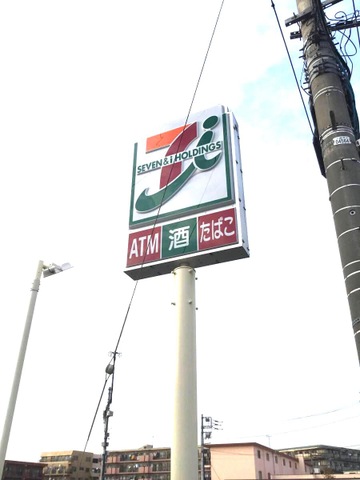 SEVEN & i HOLDINGS
ATM 酒 たばこ